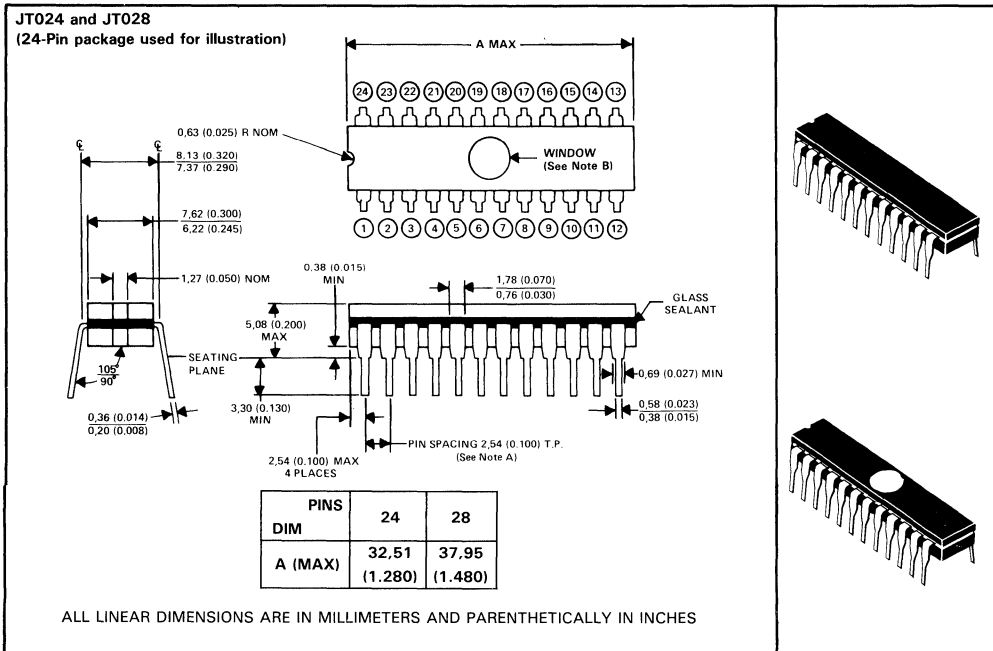 JT024 and JT028
(24-Pin package used for illustration)
A MAX
24 23 22 21 20 19 18 17 16 15 14 13
0,63 (0.025) R NOM
WINDOW
(See Note B)
1 2 3 4 5 6 7 8 9 10 11 12
℄ ℄
8,13 (0.320)
7,37 (0.290)
7,62 (0.300)
6,22 (0.245)
1,27 (0.050) NOM
105°
90°
SEATING
PLANE
0,36 (0.014)
0,20 (0.008)
0.38 (0.015)
MIN
5,08 (0.200)
MAX
3,30 (0.130)
MIN
1,78 (0.070)
0,76 (0.030)
GLASS
SEALANT
0,69 (0.027) MIN
0,58 (0.023)
0,38 (0.015)
PIN SPACING 2,54 (0.100) T.P.
(See Note A)
2,54 (0.100) MAX
4 PLACES
PINS
DIM
24 28
A (MAX)
32,51 37,95
(1.280) (1.480)
ALL LINEAR DIMENSIONS ARE IN MILLIMETERS AND PARENTHETICALLY IN INCHES